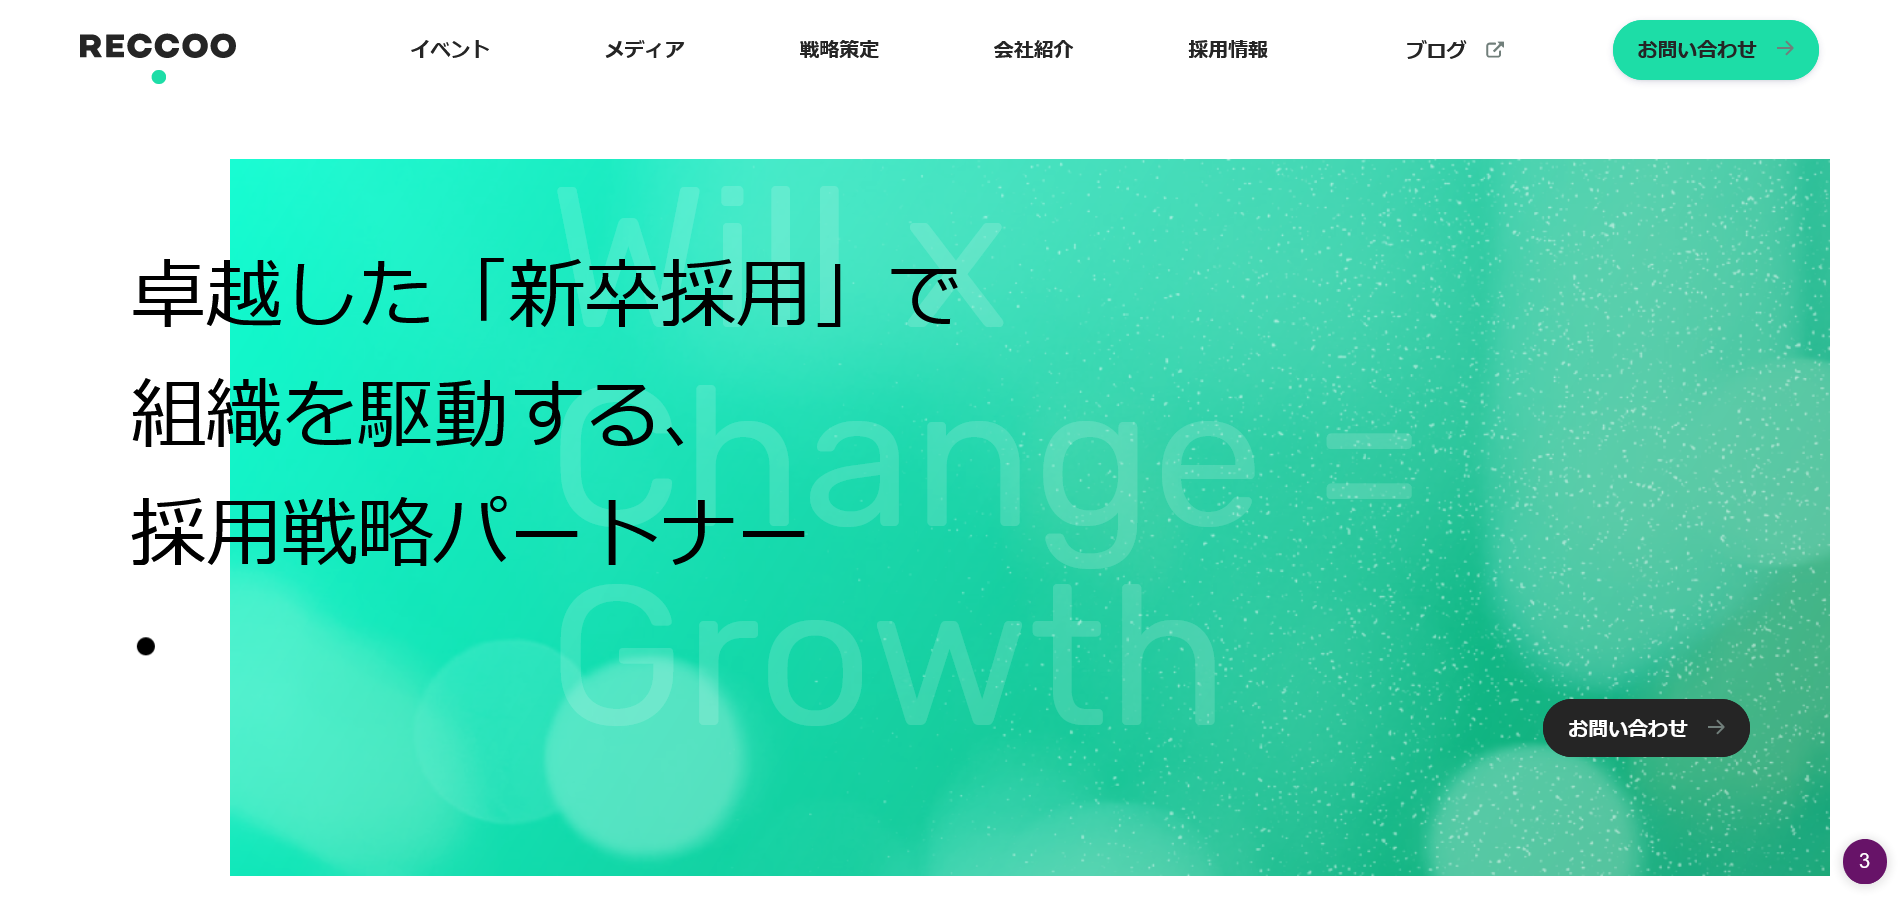 RECCOO
イベント
メディア
戦略策定
会社紹介
採用情報
ブログ
お問い合わせ
Will x
Change =
Growth
卓越した「新卒採用」で
組織を駆動する、
採用戦略パートナー
お問い合わせ
3